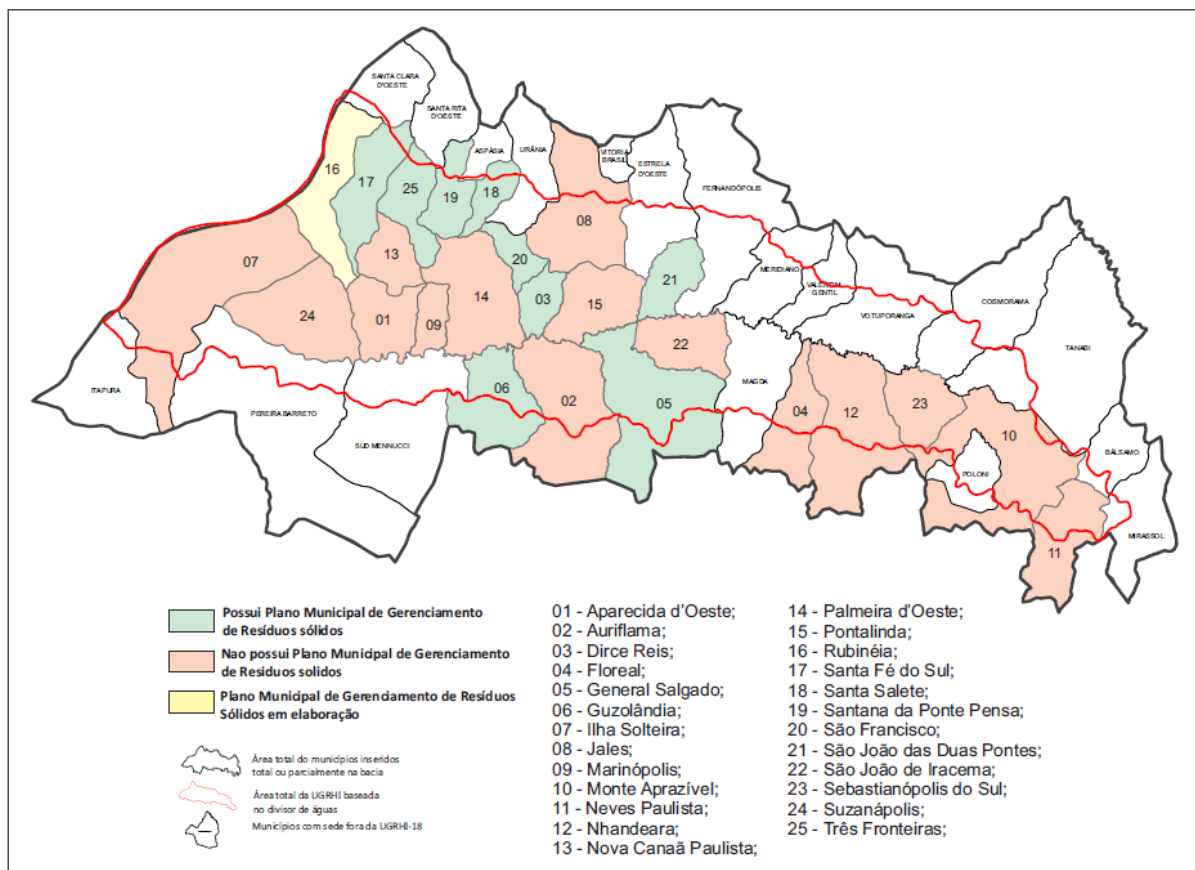 SANTA CLARA
D'OESTE
SANTA RITA
D'OESTE
ASPÁSIA
URÂNIA
VITORIA
BRASIL
ESTRELA
D'OESTE
FERNANDÓPOLIS
16
17
25
19
18
08
07
13
20
21
MERIDIANO
VALENTIM
GENTIL
VOTUPORANGA
COSMORAMA
TANABI
24
01
09
14
03
15
22
ITAPURA
PEREIRA BARRETO
SUD MENNUCCI
06
02
05
MAGDA
04
12
23
10
POLONI
BÁLSAMO
MIRASSOL
11
Possui Plano Municipal de Gerenciamento
de Resíduos sólidos
Nao possui Plano Municipal de Gerenciamento
de Residuos solidos
Plano Municipal de Gerenciamento de Resíduos
Sólidos em elaboração
Área total do municípios inseridos
total ou parcialmente na bacia
Área total da UGRHI baseada
no divisor de águas
Municípios com sede fora da UGRHI-18
01 - Aparecida d'Oeste;
02 - Auriflama;
03 - Dirce Reis;
04 - Floreal;
05 - General Salgado;
06 - Guzolândia;
07 - Ilha Solteira;
08 - Jales;
09 - Marinópolis;
10 - Monte Aprazível;
11 - Neves Paulista;
12 - Nhandeara;
13 - Nova Canaã Paulista;
14 - Palmeira d'Oeste;
15 - Pontalinda;
16 - Rubinéia;
17 - Santa Fé do Sul;
18 - Santa Salete;
19 - Santana da Ponte Pensa;
20 - São Francisco;
21 - São João das Duas Pontes;
22 - São João de Iracema;
23 - Sebastianópolis do Sul;
24 - Suzanápolis;
25 - Três Fronteiras;